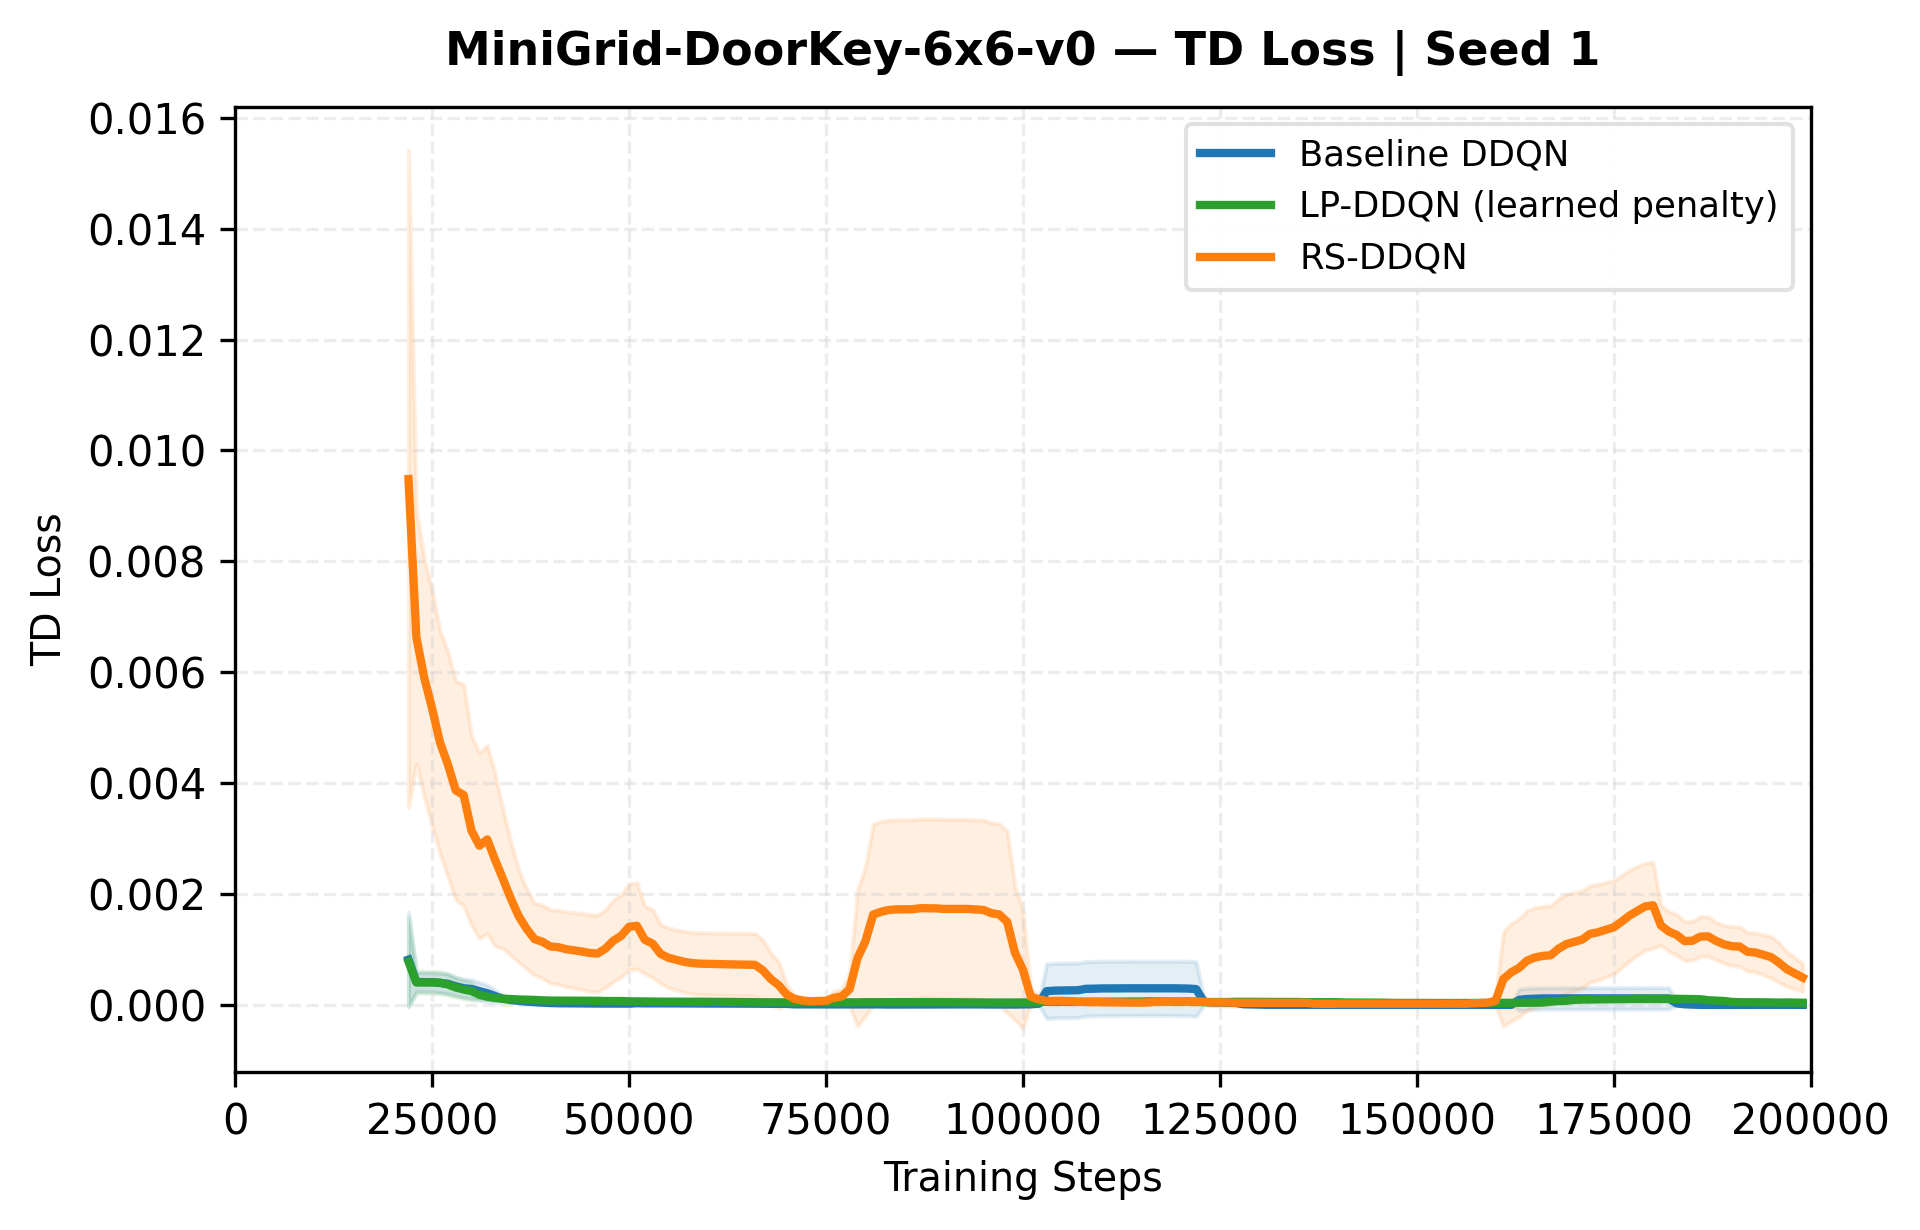 MiniGrid-DoorKey-6x6-v0 — TD Loss | Seed 1
Baseline DDQN
LP-DDQN (learned penalty)
RS-DDQN
TD Loss
0.016
0.014
0.012
0.010
0.008
0.006
0.004
0.002
0.000
0 25000 50000 75000 100000 125000 150000 175000 200000
Training Steps